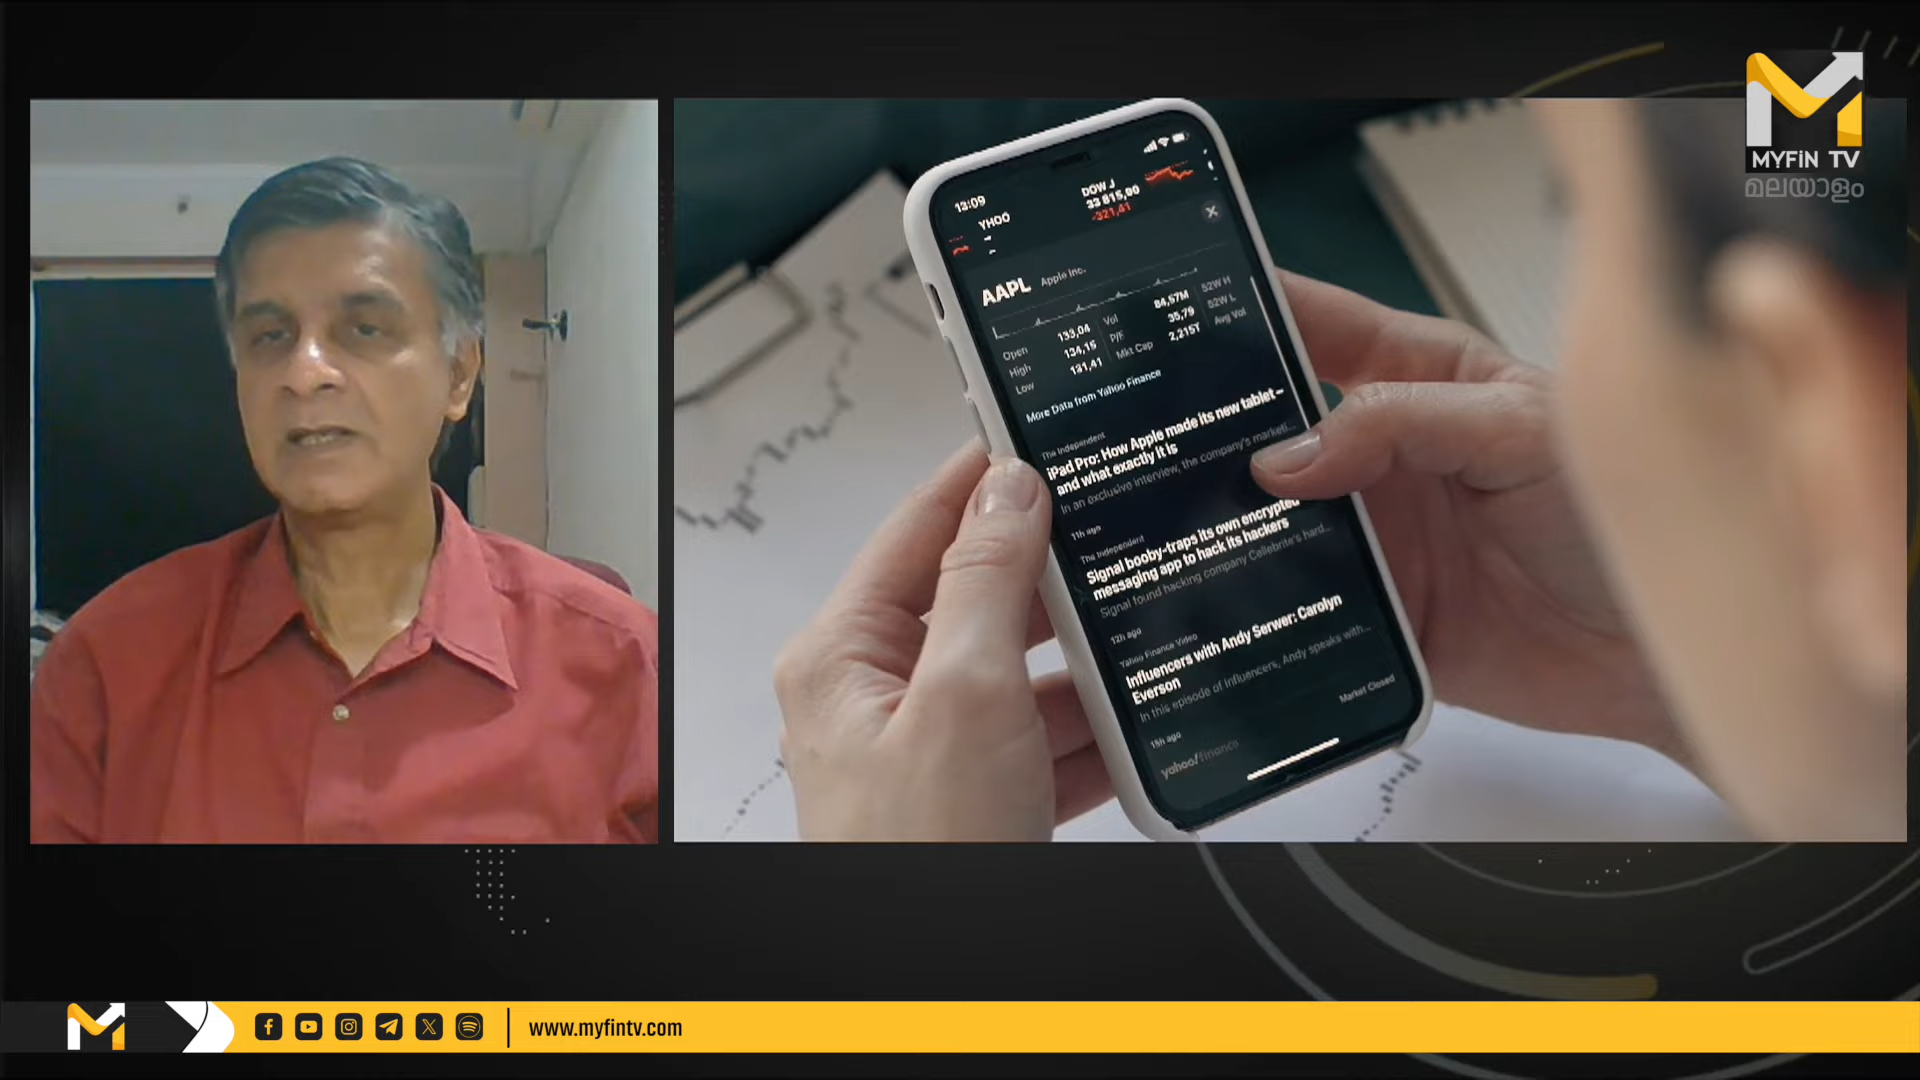 MYFiN TV
മലയാളം
13:09
YHOO
DOW J
33 815,90
-321,41
AAPL Apple Inc.
Open 133,04 Vol 84,57M 52W H
High 134,15 P/E 35,79 52W L
Low 131,41 Mkt Cap 2,215T Avg Vol
More Data from Yahoo Finance
The Independent
iPad Pro: How Apple made its new tablet –
and what exactly it is
In an exclusive interview, the company's marketi...
11h ago
The Independent
Signal booby-traps its own encrypted
messaging app to hack its hackers
Signal found hacking company Cellebrite's hard...
12h ago
Yahoo Finance Video
Influencers with Andy Serwer: Carolyn
Everson
In this episode of Influencers, Andy speaks with...
15h ago
Market Closed
yahoo/finance
www.myfintv.com